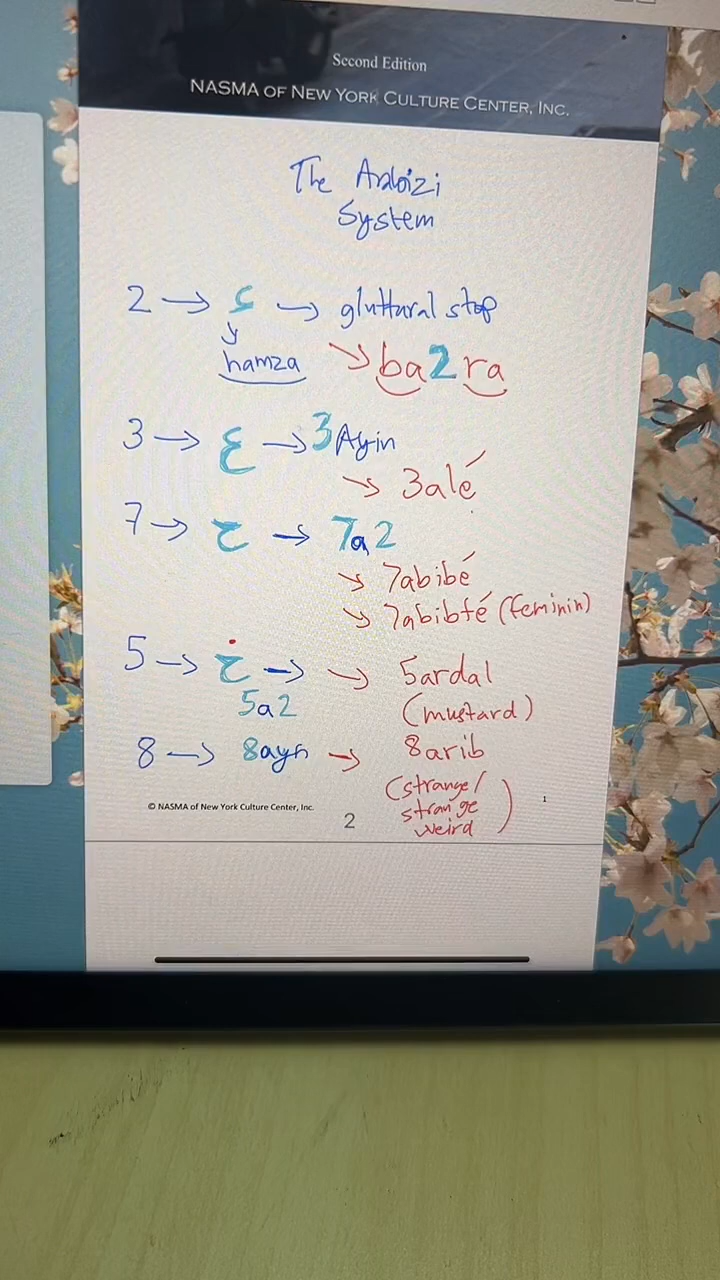 Second Edition
NASMA OF NEW YORK CULTURE CENTER, INC.
The Arabizi
System
2 → ء → gluttural stop
hamza → ba2ra
3 → ع → 3Ayin
→ 3alé
7 → ح → 7a2
→ 7abibé
→ 7abibté (feminin)
5 → خ → → 5ardal
5a2 (mustard)
8 → 8ayn → 8arib
(strange/
strange
weird)
© NASMA of New York Culture Center, Inc. 1
2